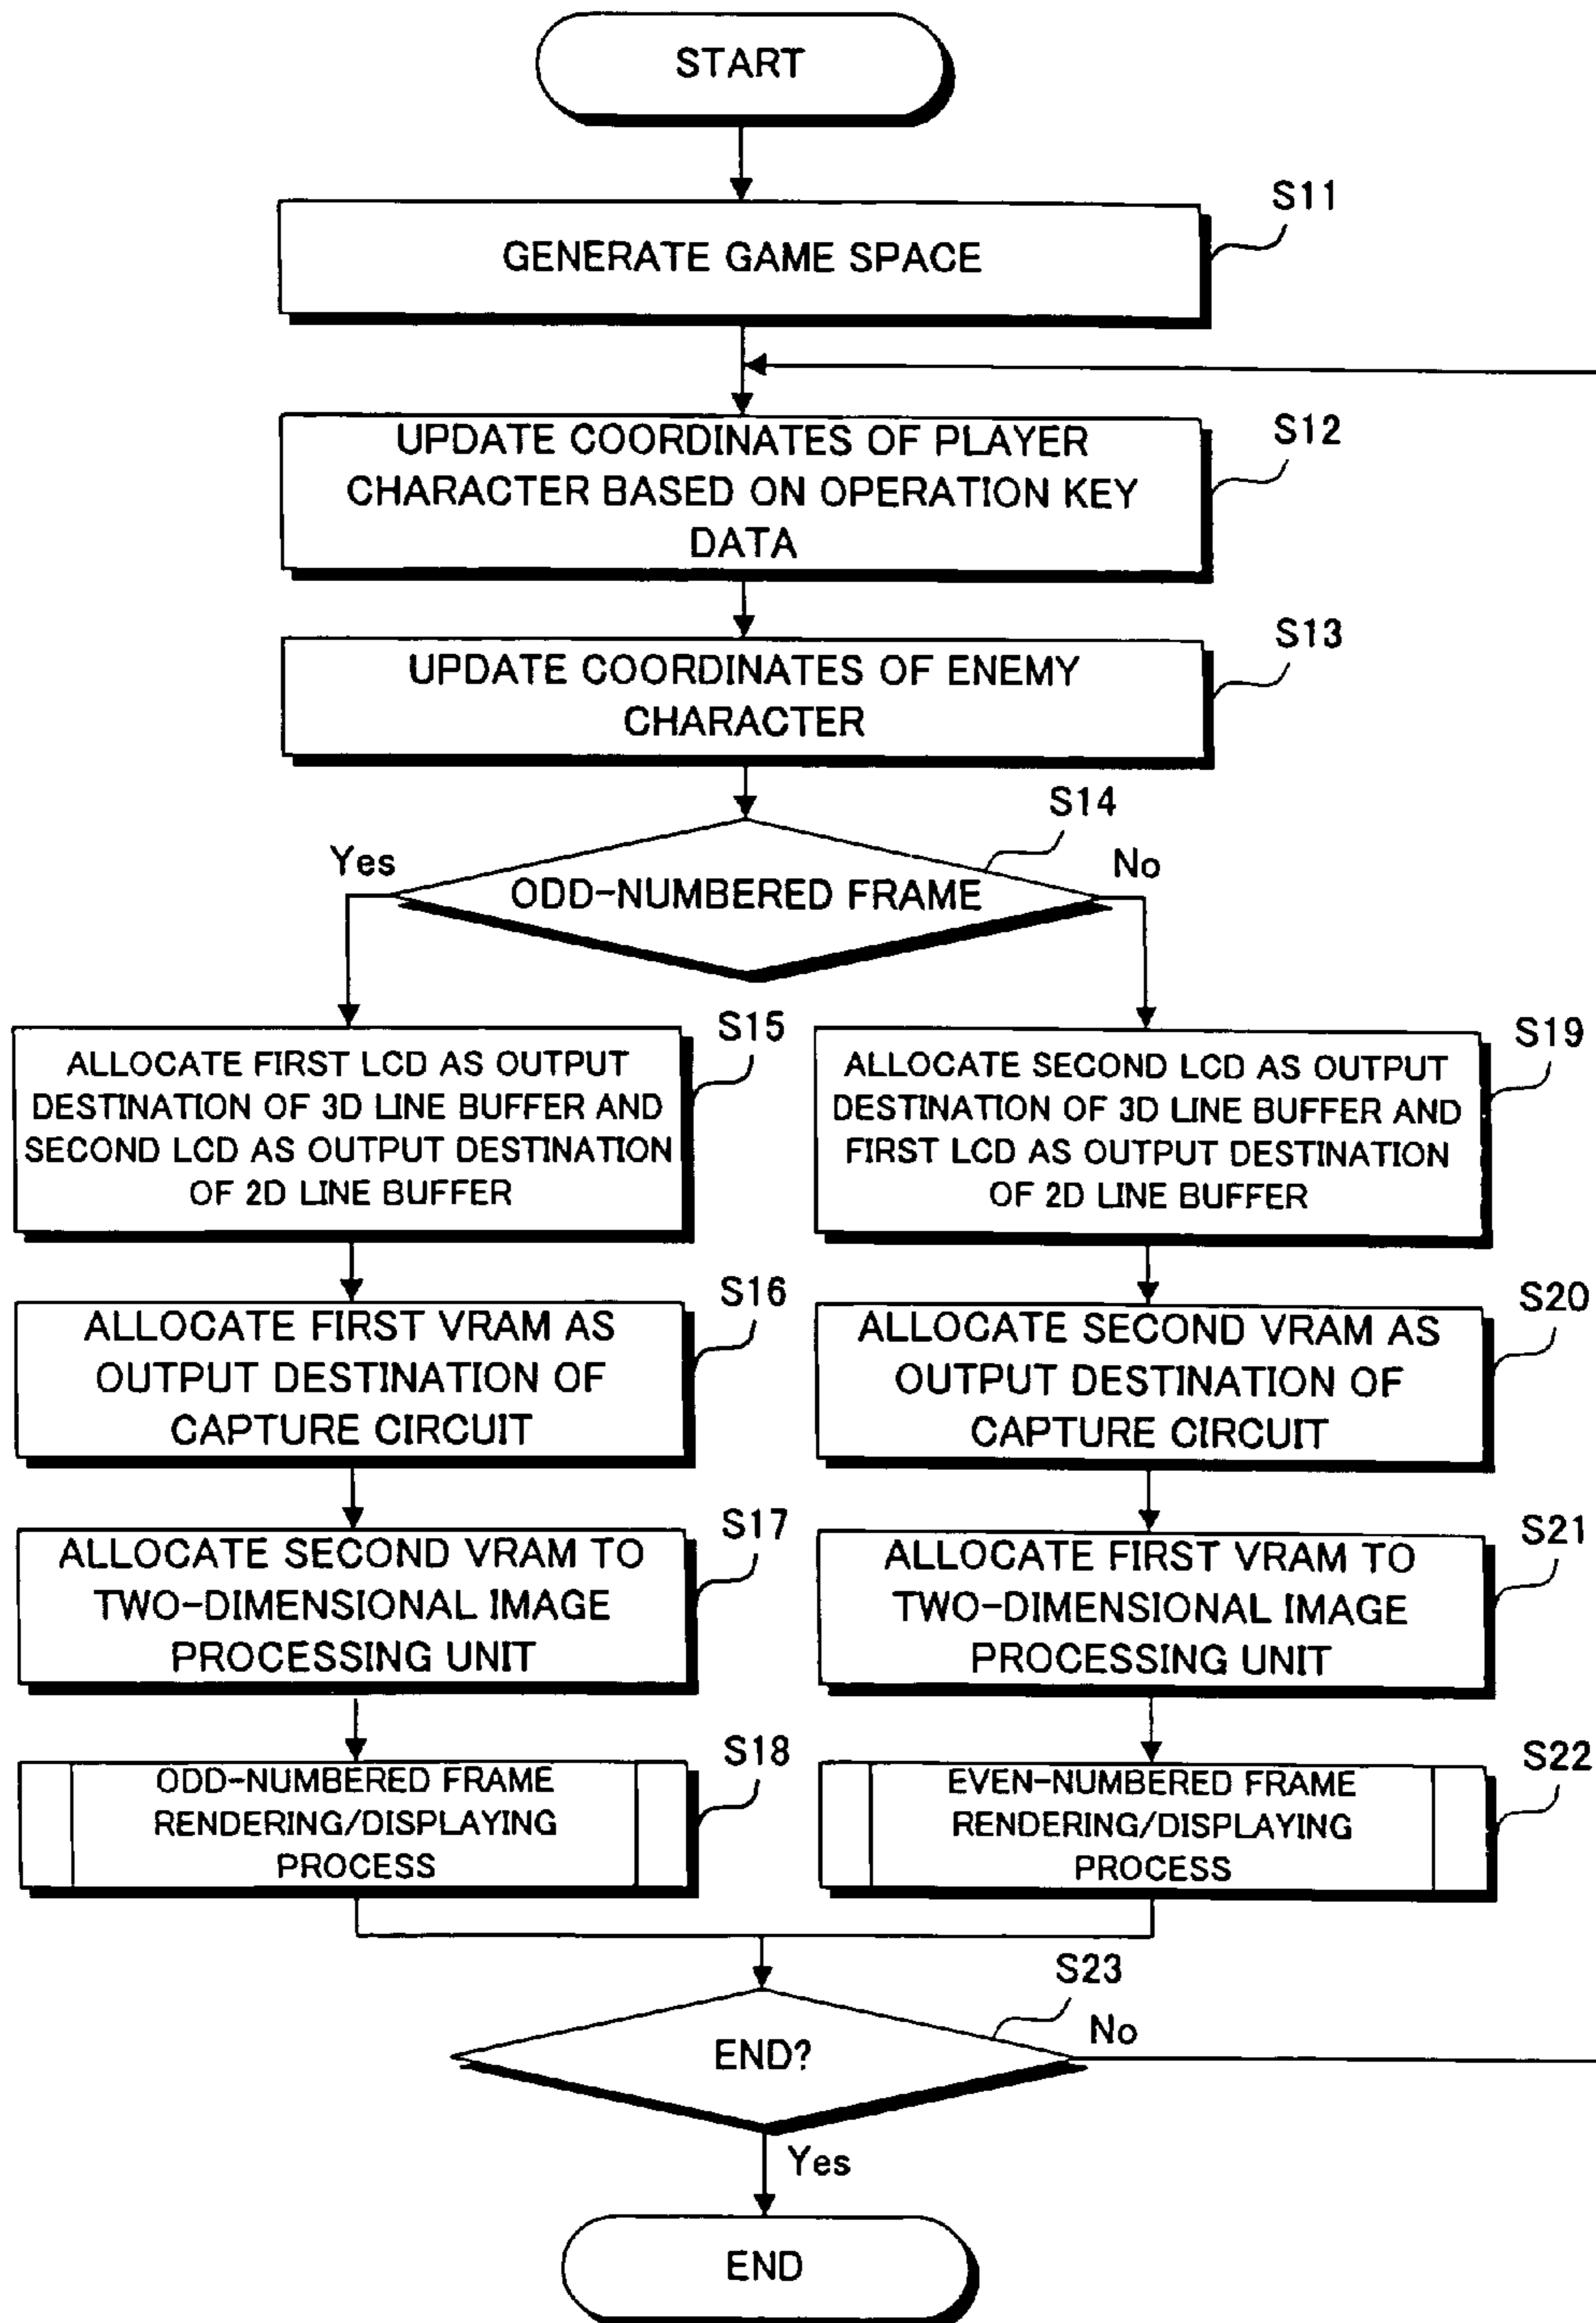 START
S11
GENERATE GAME SPACE
S12
UPDATE COORDINATES OF PLAYER
CHARACTER BASED ON OPERATION KEY
DATA
S13
UPDATE COORDINATES OF ENEMY
CHARACTER
S14
Yes
No
ODD-NUMBERED FRAME
S15
ALLOCATE FIRST LCD AS OUTPUT
DESTINATION OF 3D LINE BUFFER AND
SECOND LCD AS OUTPUT DESTINATION
OF 2D LINE BUFFER
S16
ALLOCATE FIRST VRAM AS
OUTPUT DESTINATION OF
CAPTURE CIRCUIT
S17
ALLOCATE SECOND VRAM TO
TWO-DIMENSIONAL IMAGE
PROCESSING UNIT
S18
ODD-NUMBERED FRAME
RENDERING/DISPLAYING
PROCESS
S19
ALLOCATE SECOND LCD AS OUTPUT
DESTINATION OF 3D LINE BUFFER AND
FIRST LCD AS OUTPUT DESTINATION
OF 2D LINE BUFFER
S20
ALLOCATE SECOND VRAM AS
OUTPUT DESTINATION OF
CAPTURE CIRCUIT
S21
ALLOCATE FIRST VRAM TO
TWO-DIMENSIONAL IMAGE
PROCESSING UNIT
S22
EVEN-NUMBERED FRAME
RENDERING/DISPLAYING
PROCESS
S23
END?
No
Yes
END